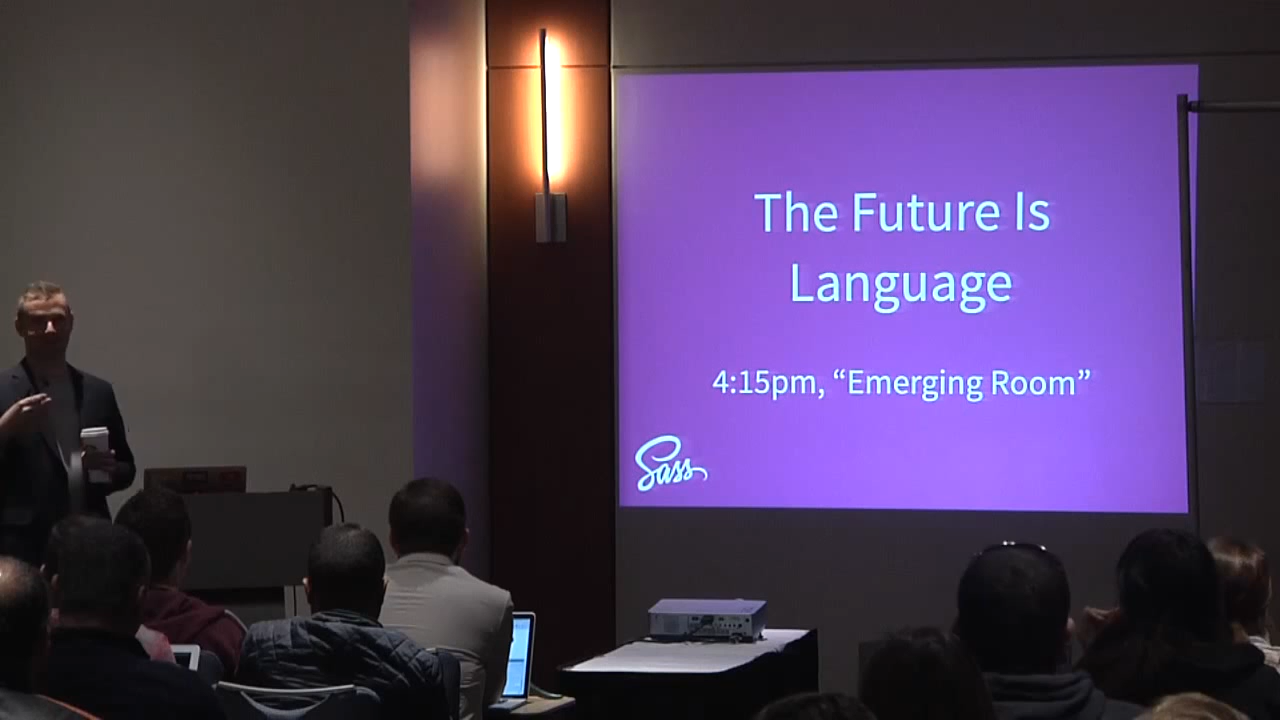 The Future Is
Language
4:15pm, “Emerging Room”
Sass